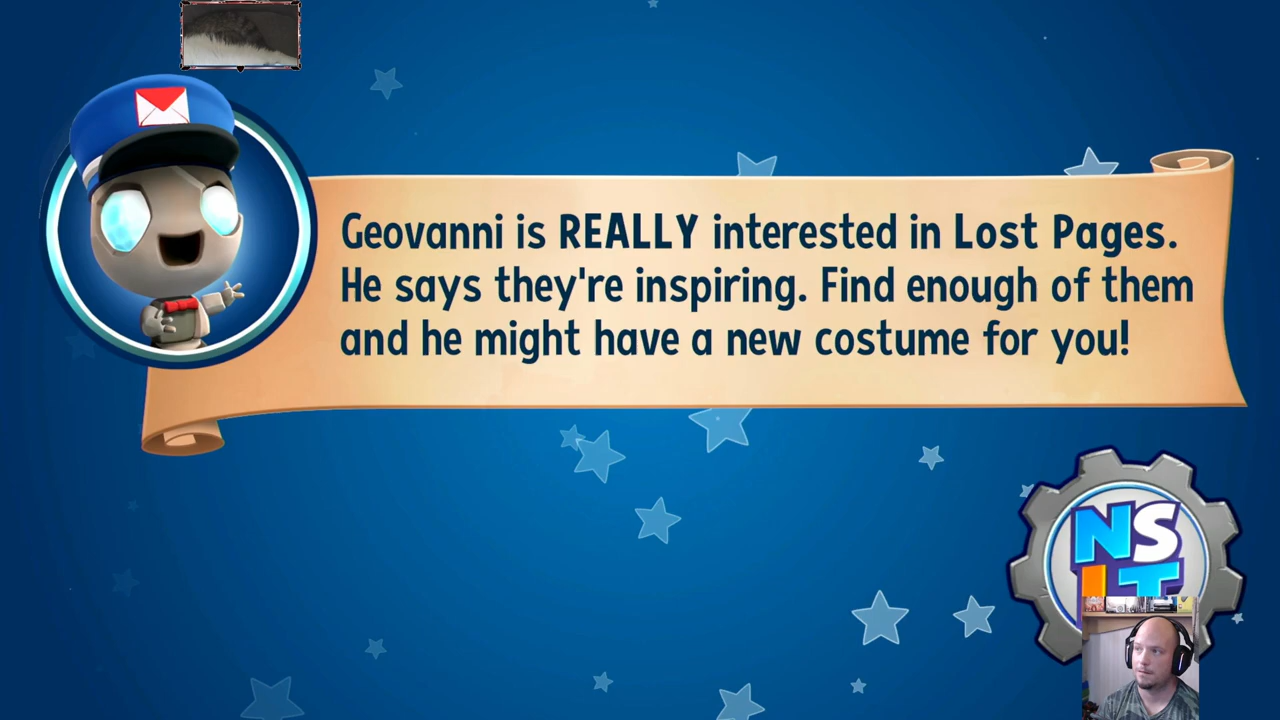 Geovanni is REALLY interested in Lost Pages.
He says they're inspiring. Find enough of them
and he might have a new costume for you!
NS
IT